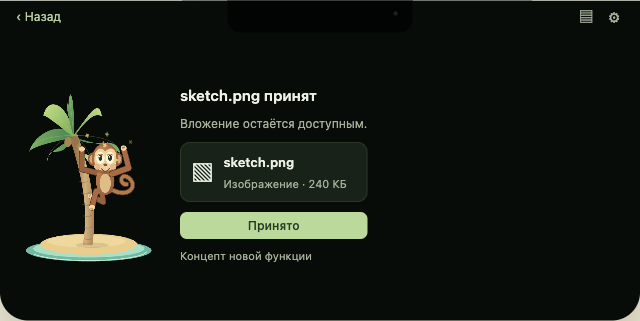 ‹ Назад
sketch.png принят
Вложение остаётся доступным.
sketch.png
Изображение · 240 КБ
Принято
Концепт новой функции